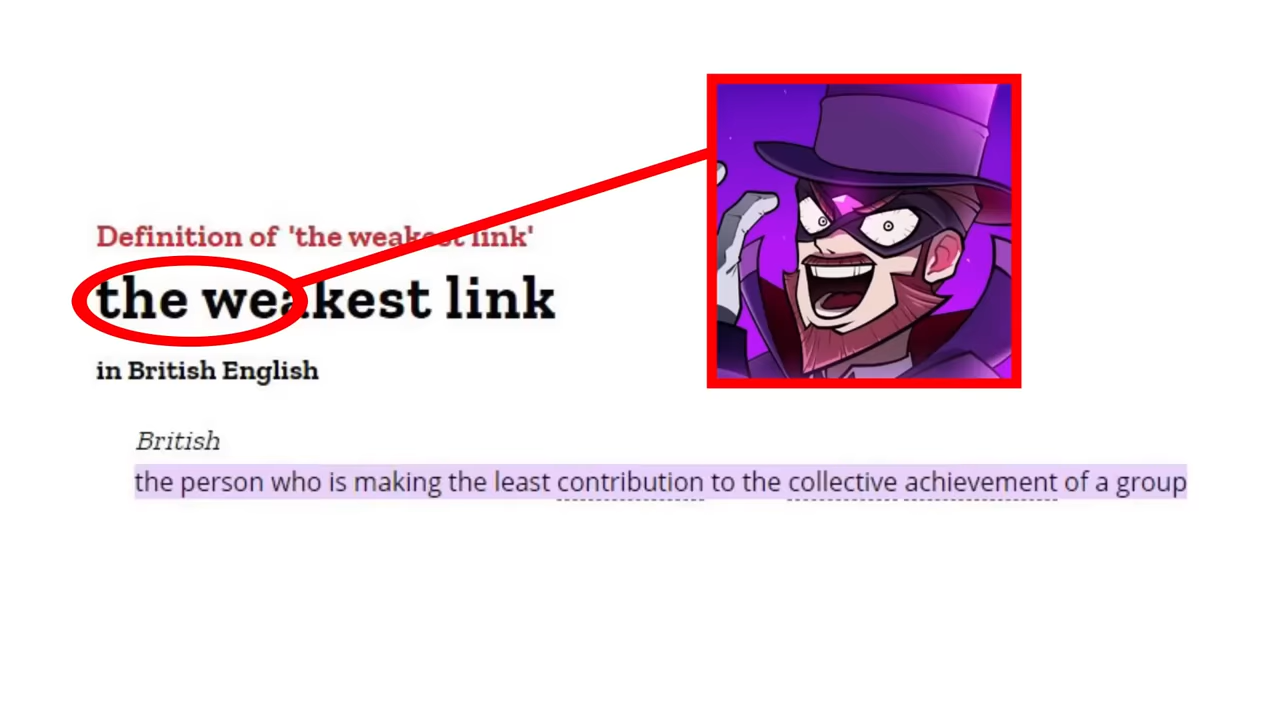 Definition of 'the weakest link'
the weakest link
in British English
British
the person who is making the least contribution to the collective achievement of a group